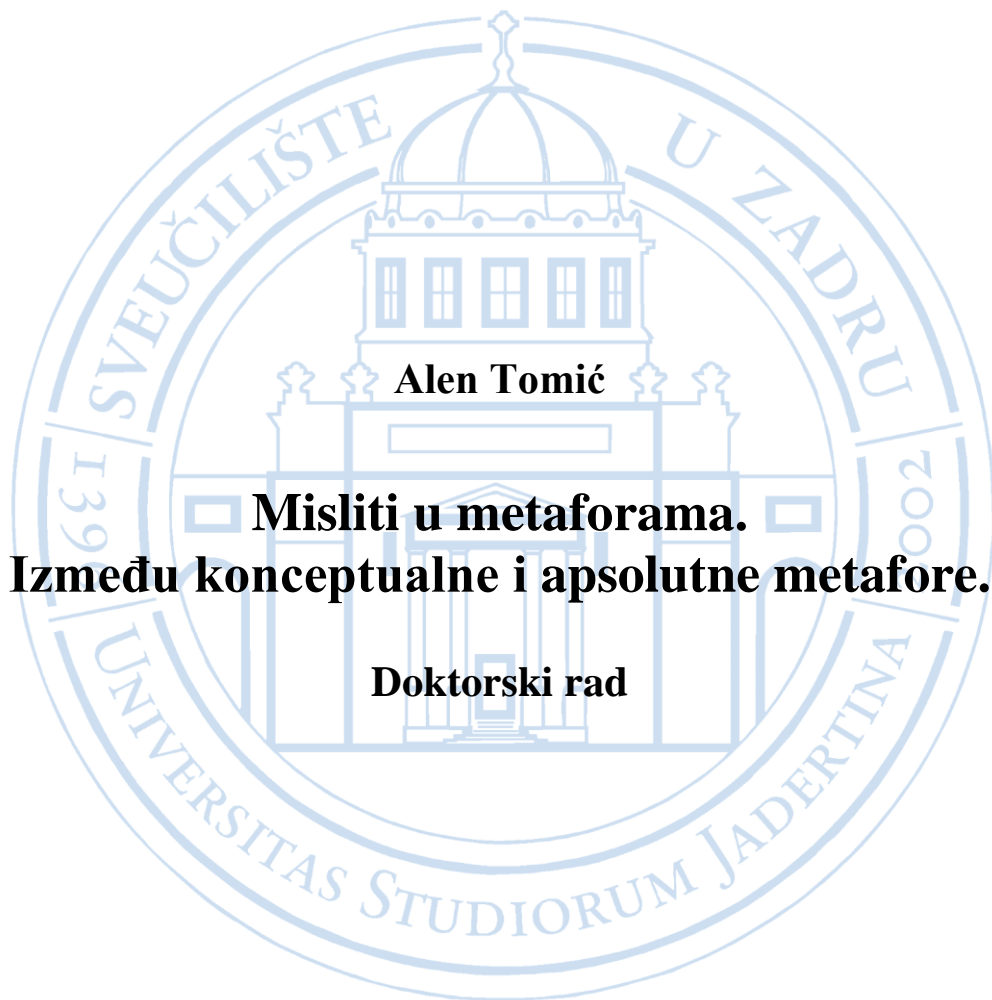 SVEUČILIŠTE U ZADRU
Alen Tomić
Misliti u metaforama.
Između konceptualne i apsolutne metafore.
Doktorski rad
1396
2002
UNIVERSITAS STUDIORUM JADERTINA